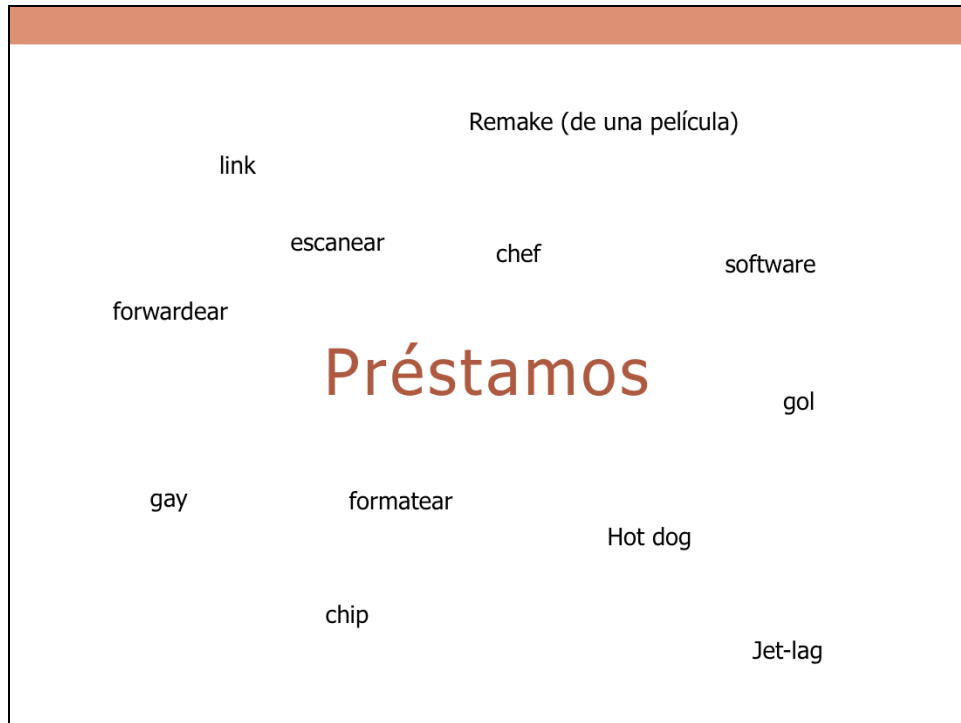 Remake (de una película)
link
escanear
chef
software
forwardear
Préstamos
gol
gay
formatear
Hot dog
chip
Jet-lag